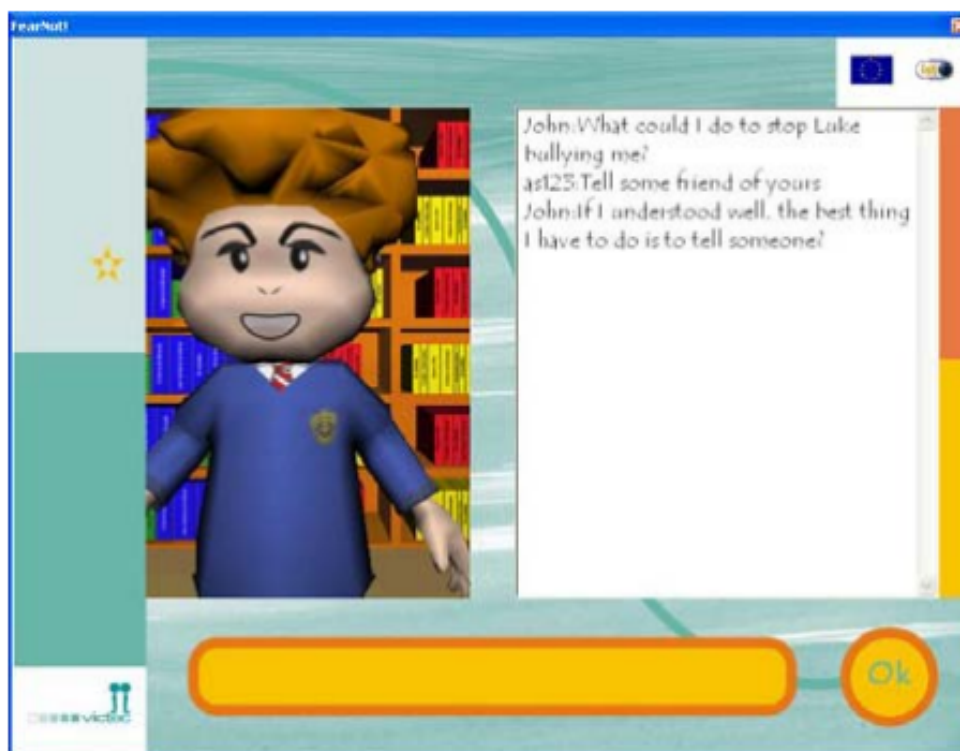 FearNot!
John:What could I do to stop Luke
bullying me?
as123:Tell some friend of yours
John:If I understood well, the best thing
I have to do is to tell someone?
Ok
victec